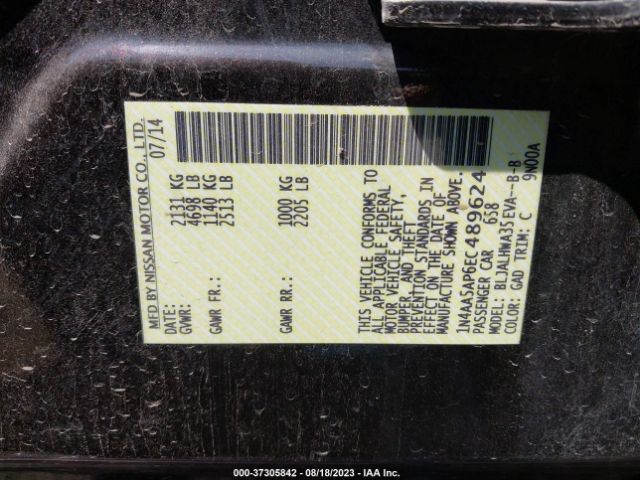 MFD BY NISSAN MOTOR CO., LTD.
DATE: 07/14
GVWR: 2131 KG
4698 LB
GAWR FR: 1140 KG
2513 LB
GAWR RR: 1000 KG
2205 LB
THIS VEHICLE CONFORMS TO
ALL APPLICABLE FEDERAL
MOTOR VEHICLE SAFETY,
BUMPER, AND THEFT
PREVENTION STANDARDS IN
EFFECT ON THE DATE OF
MANUFACTURE SHOWN ABOVE.
1N4AA5AP6EC489624
PASSENGER CAR 658
MODEL: BLJALHWA35EVA--B-B
COLOR: GAD TRIM: C 9N00A
000-37305842 - 08/18/2023 - IAA Inc.